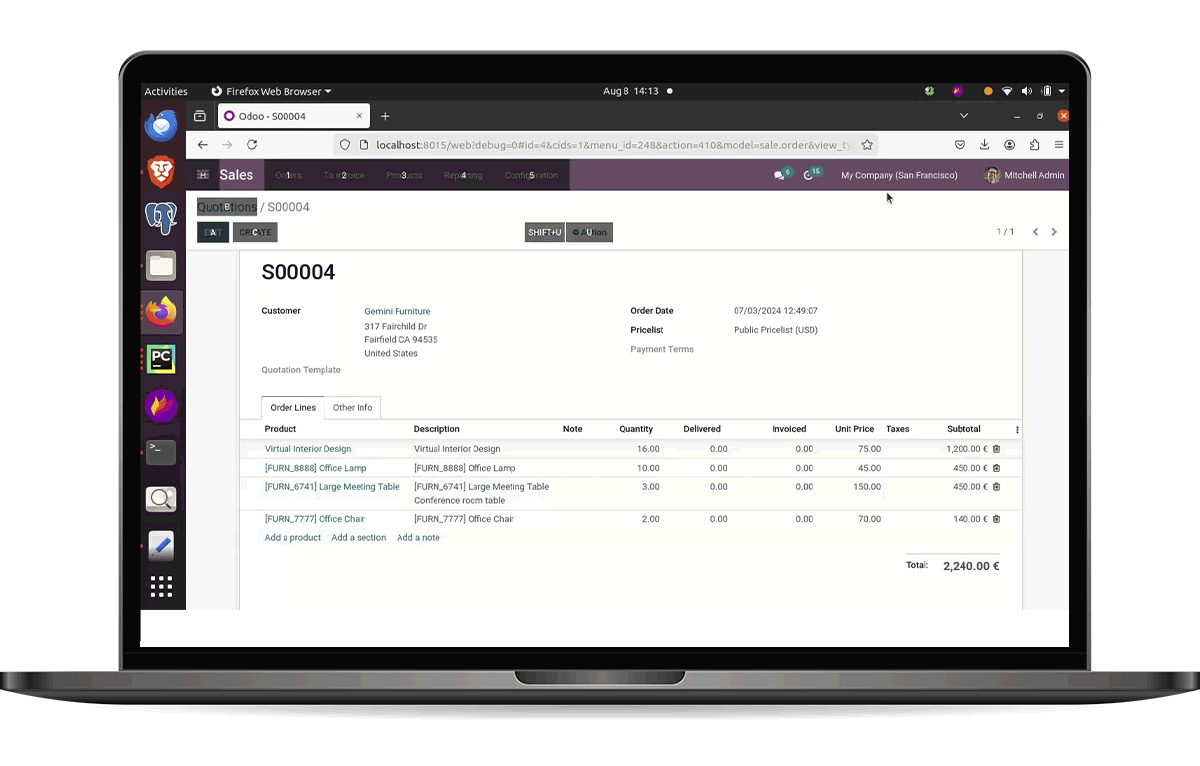 Activities Firefox Web Browser Aug 8 14:13
Odoo - S00004
localhost:8015/web?debug=0#id=4&cids=1&menu_id=248&action=410&model=sale.order&view_ty
Sales Orders 1 To Invoice 2 Products 3 Reporting 4 Configuration 5 6 15 My Company (San Francisco) Mitchell Admin
Quotations B / S00004
EDIT A CREATE C SHIFT+U Action U 1 / 1
S00004
Customer Gemini Furniture Order Date 07/03/2024 12:49:07
317 Fairchild Dr Pricelist Public Pricelist (USD)
Fairfield CA 94535
United States Payment Terms
Quotation Template
Order Lines Other Info
Product Description Note Quantity Delivered Invoiced Unit Price Taxes Subtotal
Virtual Interior Design Virtual Interior Design 16.00 0.00 0.00 75.00 1,200.00 €
[FURN_8888] Office Lamp [FURN_8888] Office Lamp 10.00 0.00 0.00 45.00 450.00 €
[FURN_6741] Large Meeting Table [FURN_6741] Large Meeting Table 3.00 0.00 0.00 150.00 450.00 €
Conference room table
[FURN_7777] Office Chair [FURN_7777] Office Chair 2.00 0.00 0.00 70.00 140.00 €
Add a product Add a section Add a note
Total: 2,240.00 €
PC